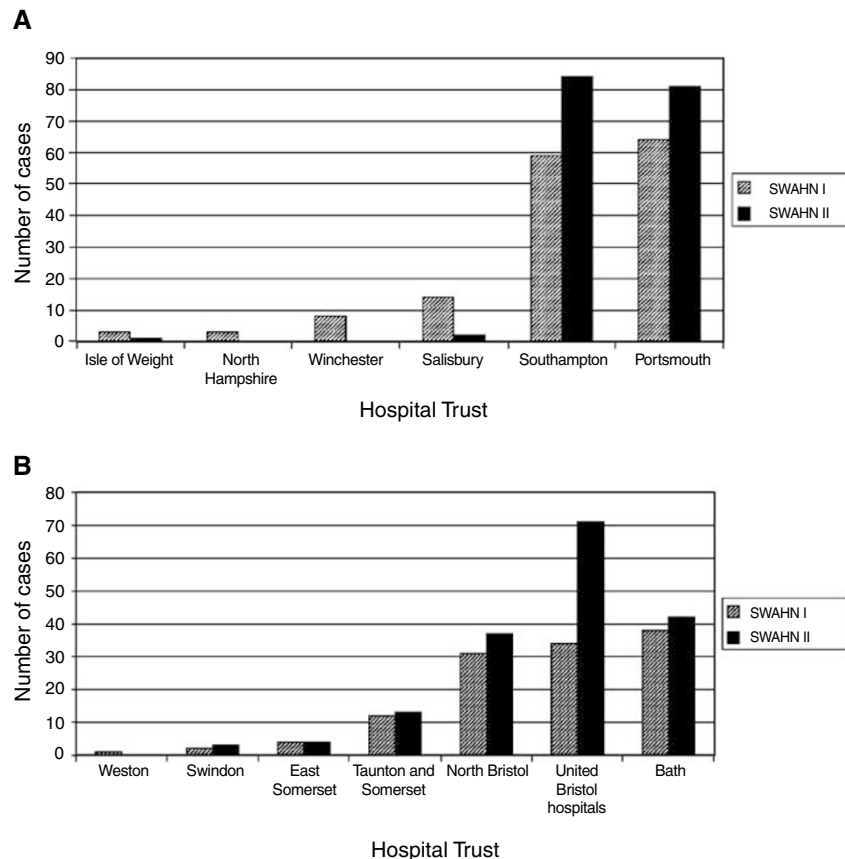 A
90
80
70
60
50
40
30
20
10
0
Number of cases
Isle of Weight
North
Hampshire
Winchester
Salisbury
Southampton
Portsmouth
Hospital Trust
SWAHN I
SWAHN II
B
80
70
60
50
40
30
20
10
0
Number of cases
Weston
Swindon
East
Somerset
Taunton and
Somerset
North Bristol
United
Bristol
hospitals
Bath
Hospital Trust
SWAHN I
SWAHN II